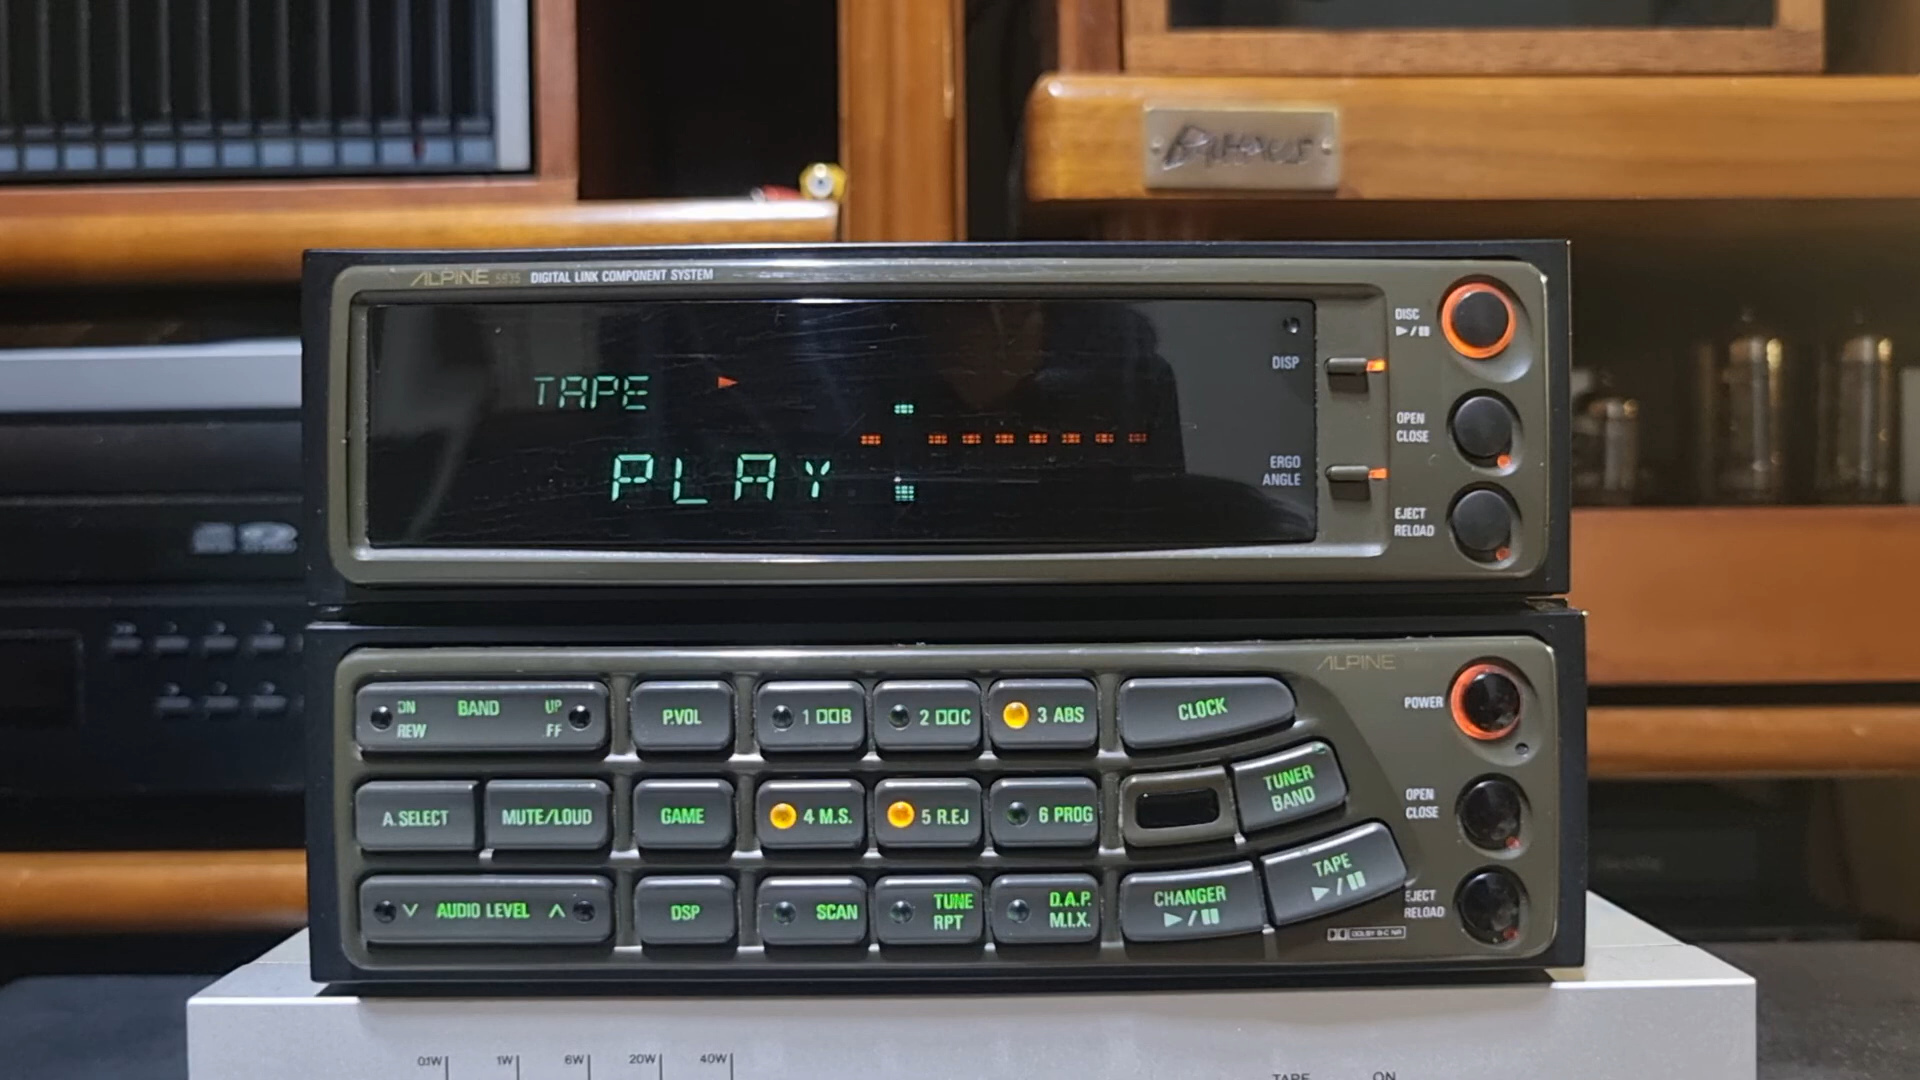 ALPINE 5535 DIGITAL LINK COMPONENT SYSTEM
DISC
DISP
TAPE
OPEN
CLOSE
PLAY
ERGO
ANGLE
EJECT
RELOAD
ALPINE
DN BAND UP
REW FF
P.VOL
1 B
2 C
3 ABS
CLOCK
POWER
A.SELECT
MUTE/LOUD
GAME
4 M.S.
5 R.EJ
6 PROG
TUNER
BAND
OPEN
CLOSE
TAPE
AUDIO LEVEL
DSP
SCAN
TUNE
RPT
D.A.P.
M.I.X.
CHANGER
EJECT
RELOAD
DOLBY B-C NR
0.1W 1W 6W 20W 40W
TAPE ON